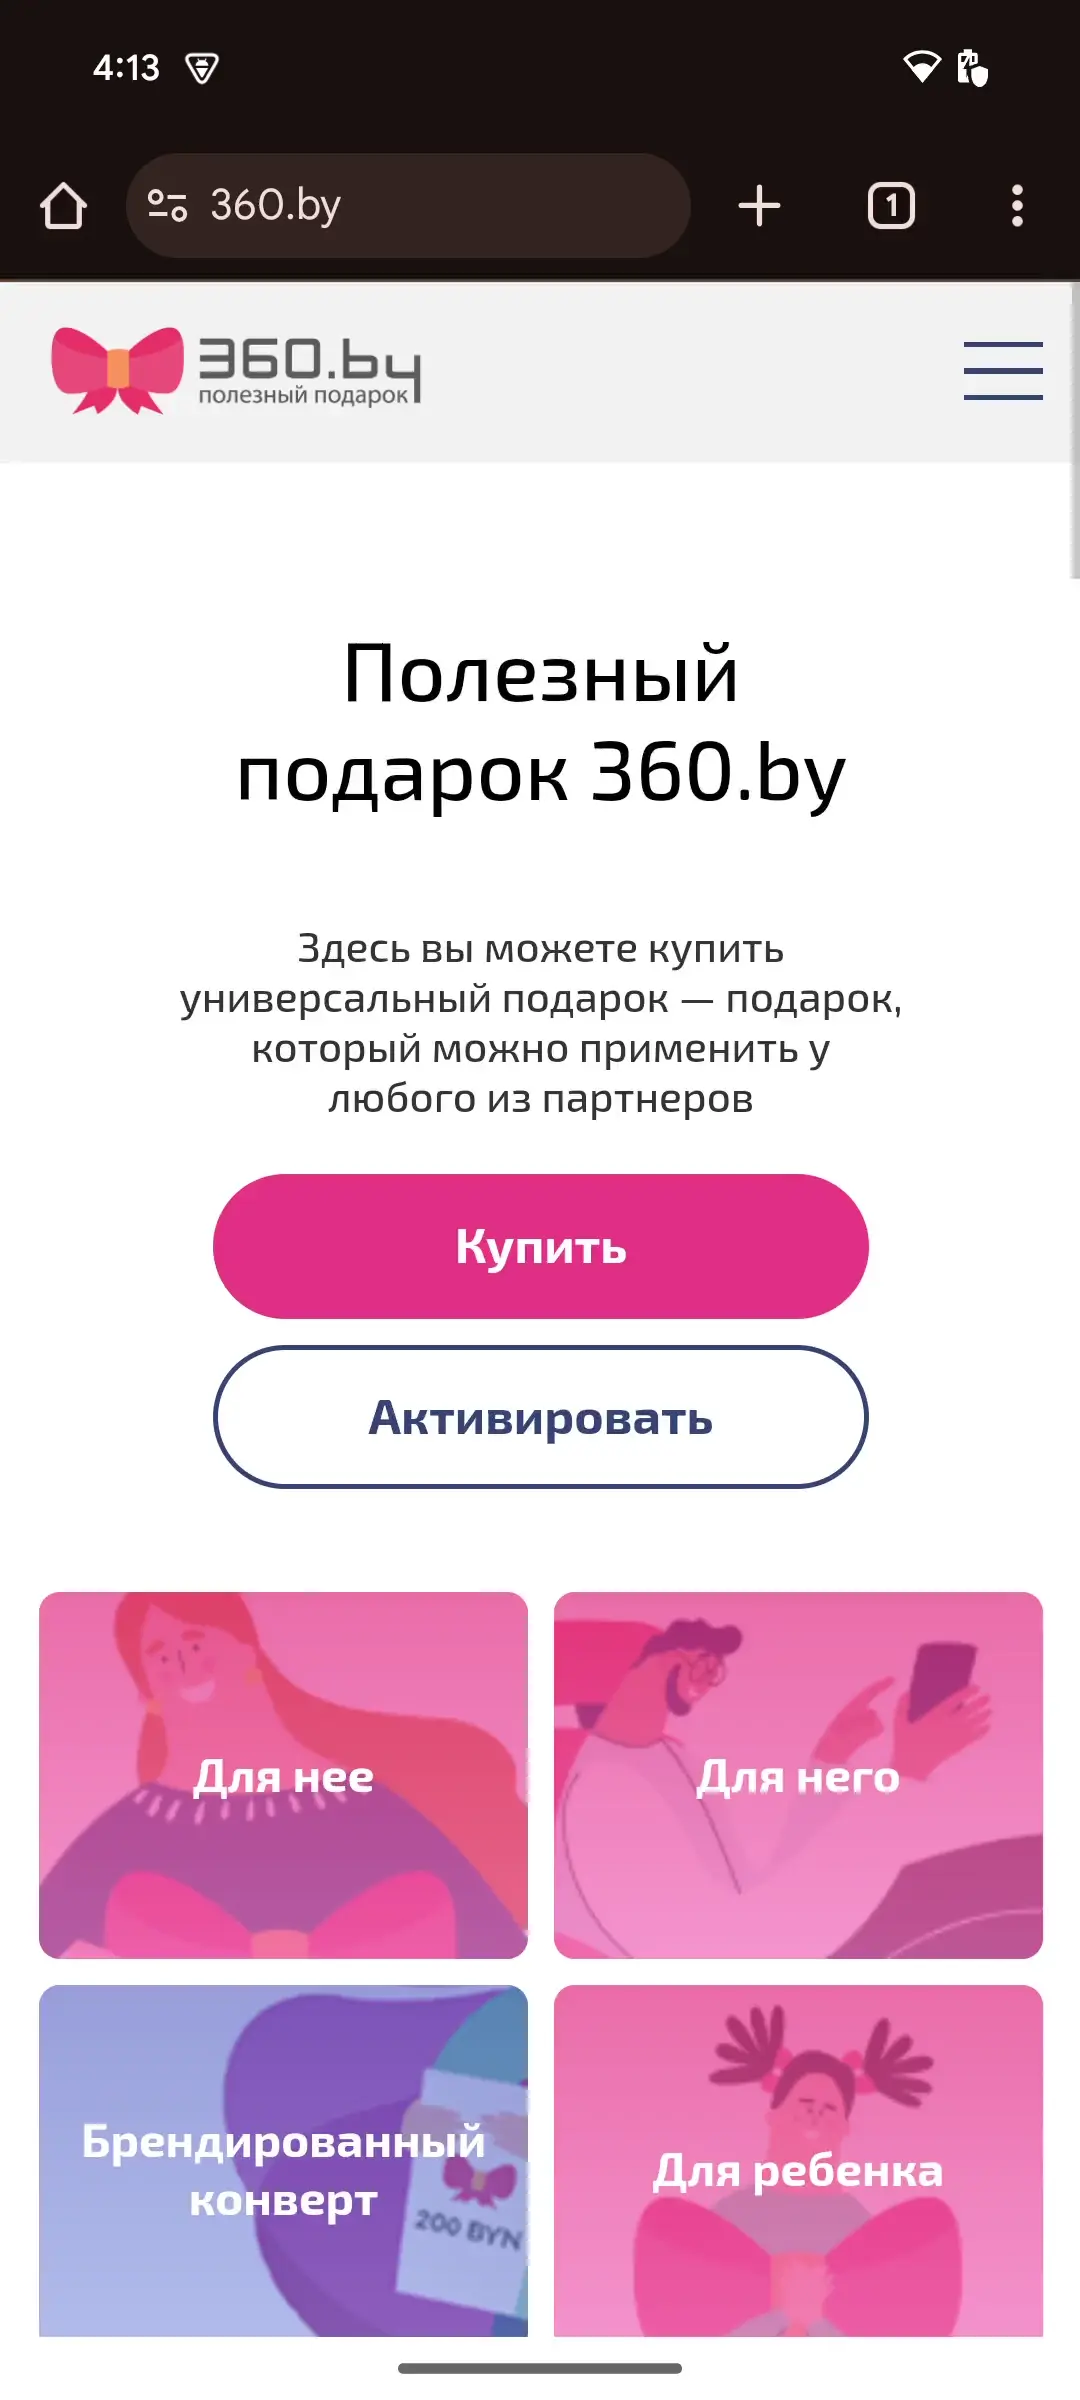 4:13
360.by
1
360.by
полезный подарок
Полезный
подарок 360.by
Здесь вы можете купить
универсальный подарок — подарок,
который можно применить у
любого из партнеров
Купить
Активировать
Для нее
Для него
Брендированный
конверт
200 BYN
Для ребенка